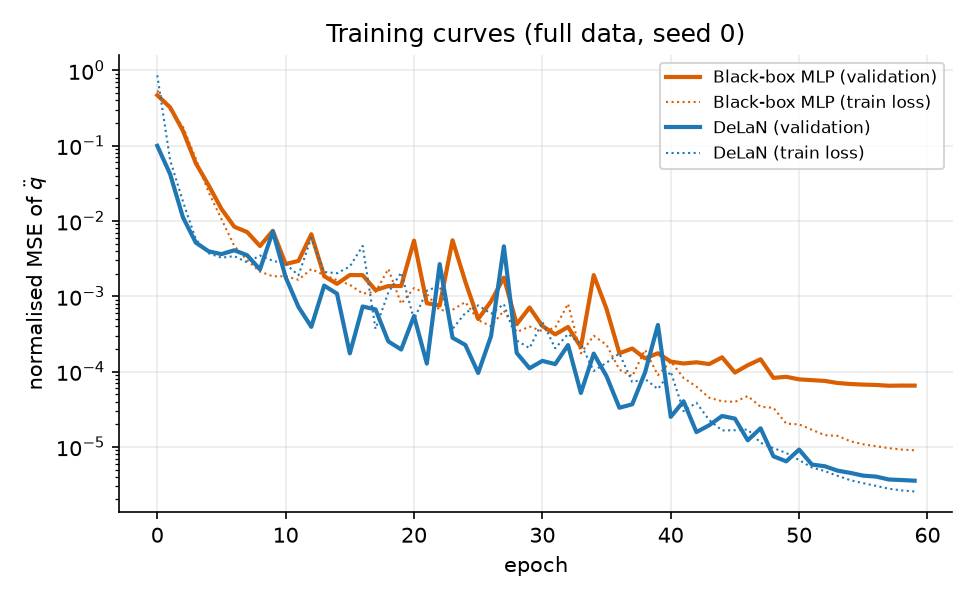 Training curves (full data, seed 0)
Black-box MLP (validation)
Black-box MLP (train loss)
DeLaN (validation)
DeLaN (train loss)
normalised MSE of q̈
10⁰
10⁻¹
10⁻²
10⁻³
10⁻⁴
10⁻⁵
0 10 20 30 40 50 60
epoch